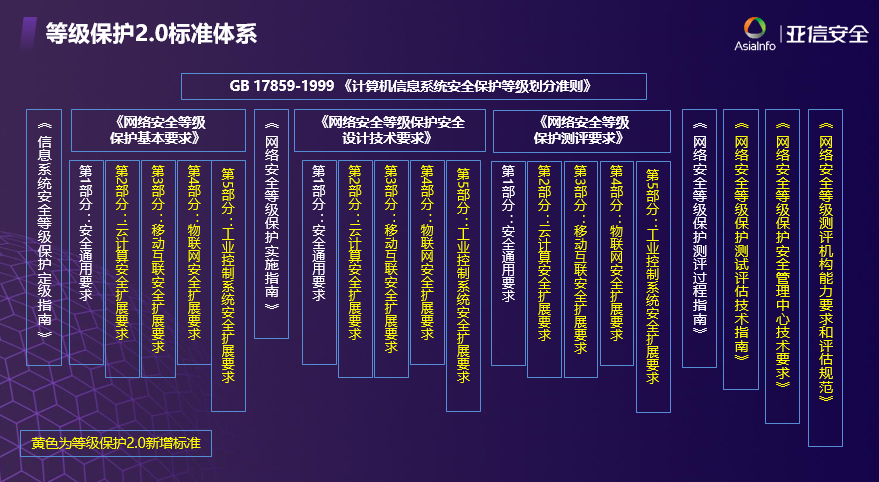 等级保护2.0标准体系
AsiaInfo
亚信安全
GB 17859-1999 《计算机信息系统安全保护等级划分准则》
《信息系统安全等级保护定级指南》
《网络安全等级
保护基本要求》
第1部分：安全通用要求
第2部分：云计算安全扩展要求
第3部分：移动互联安全扩展要求
第4部分：物联网安全扩展要求
第5部分：工业控制系统安全扩展要求
《网络安全等级保护实施指南》
《网络安全等级保护安全
设计技术要求》
第1部分：安全通用要求
第2部分：云计算安全扩展要求
第3部分：移动互联安全扩展要求
第4部分：物联网安全扩展要求
第5部分：工业控制系统安全扩展要求
《网络安全等级
保护测评要求》
第1部分：安全通用要求
第2部分：云计算安全扩展要求
第3部分：移动互联安全扩展要求
第4部分：物联网安全扩展要求
第5部分：工业控制系统安全扩展要求
《网络安全等级保护测评过程指南》
《网络安全等级保护测试评估技术指南》
《网络安全等级保护安全管理中心技术要求》
《网络安全等级测评机构能力要求和评估规范》
黄色为等级保护2.0新增标准